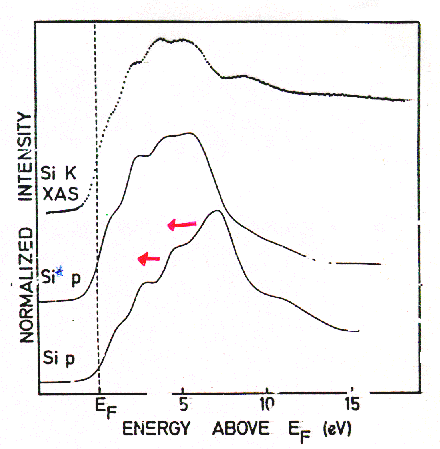 NORMALIZED INTENSITY
Si K
XAS
Si* p
Si p
E_F 5 10 15
ENERGY ABOVE E_F (eV)